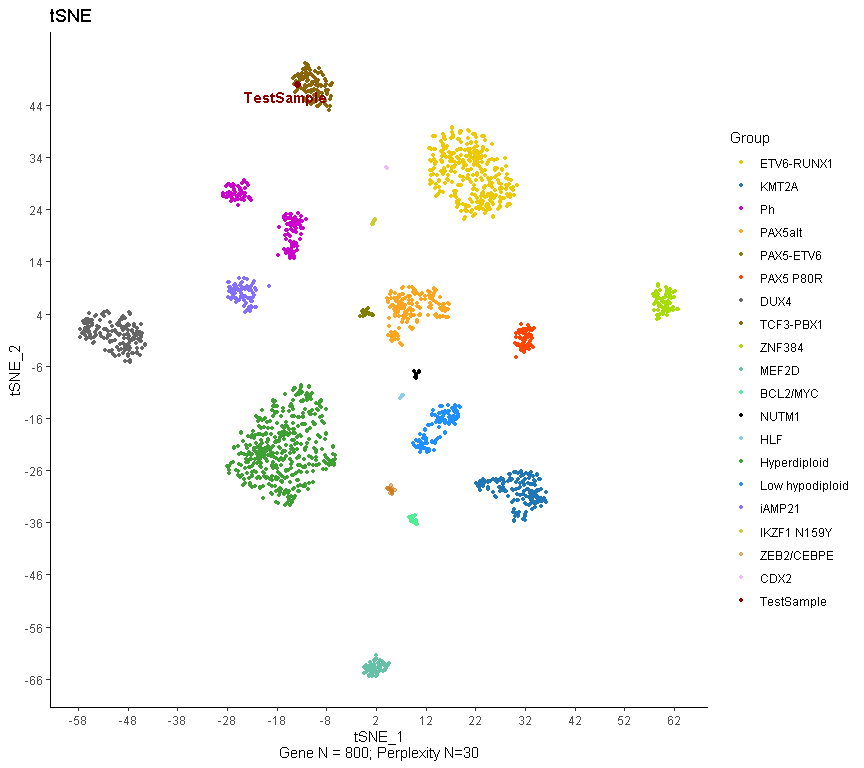 tSNE
TestSample
44
34
24
14
4
-6
-16
-26
-36
-46
-56
-66
tSNE_2
-58 -48 -38 -28 -18 -8 2 12 22 32 42 52 62
tSNE_1
Gene N = 800; Perplexity N=30
Group
ETV6-RUNX1
KMT2A
Ph
PAX5alt
PAX5-ETV6
PAX5 P80R
DUX4
TCF3-PBX1
ZNF384
MEF2D
BCL2/MYC
NUTM1
HLF
Hyperdiploid
Low hypodiploid
iAMP21
IKZF1 N159Y
ZEB2/CEBPE
CDX2
TestSample